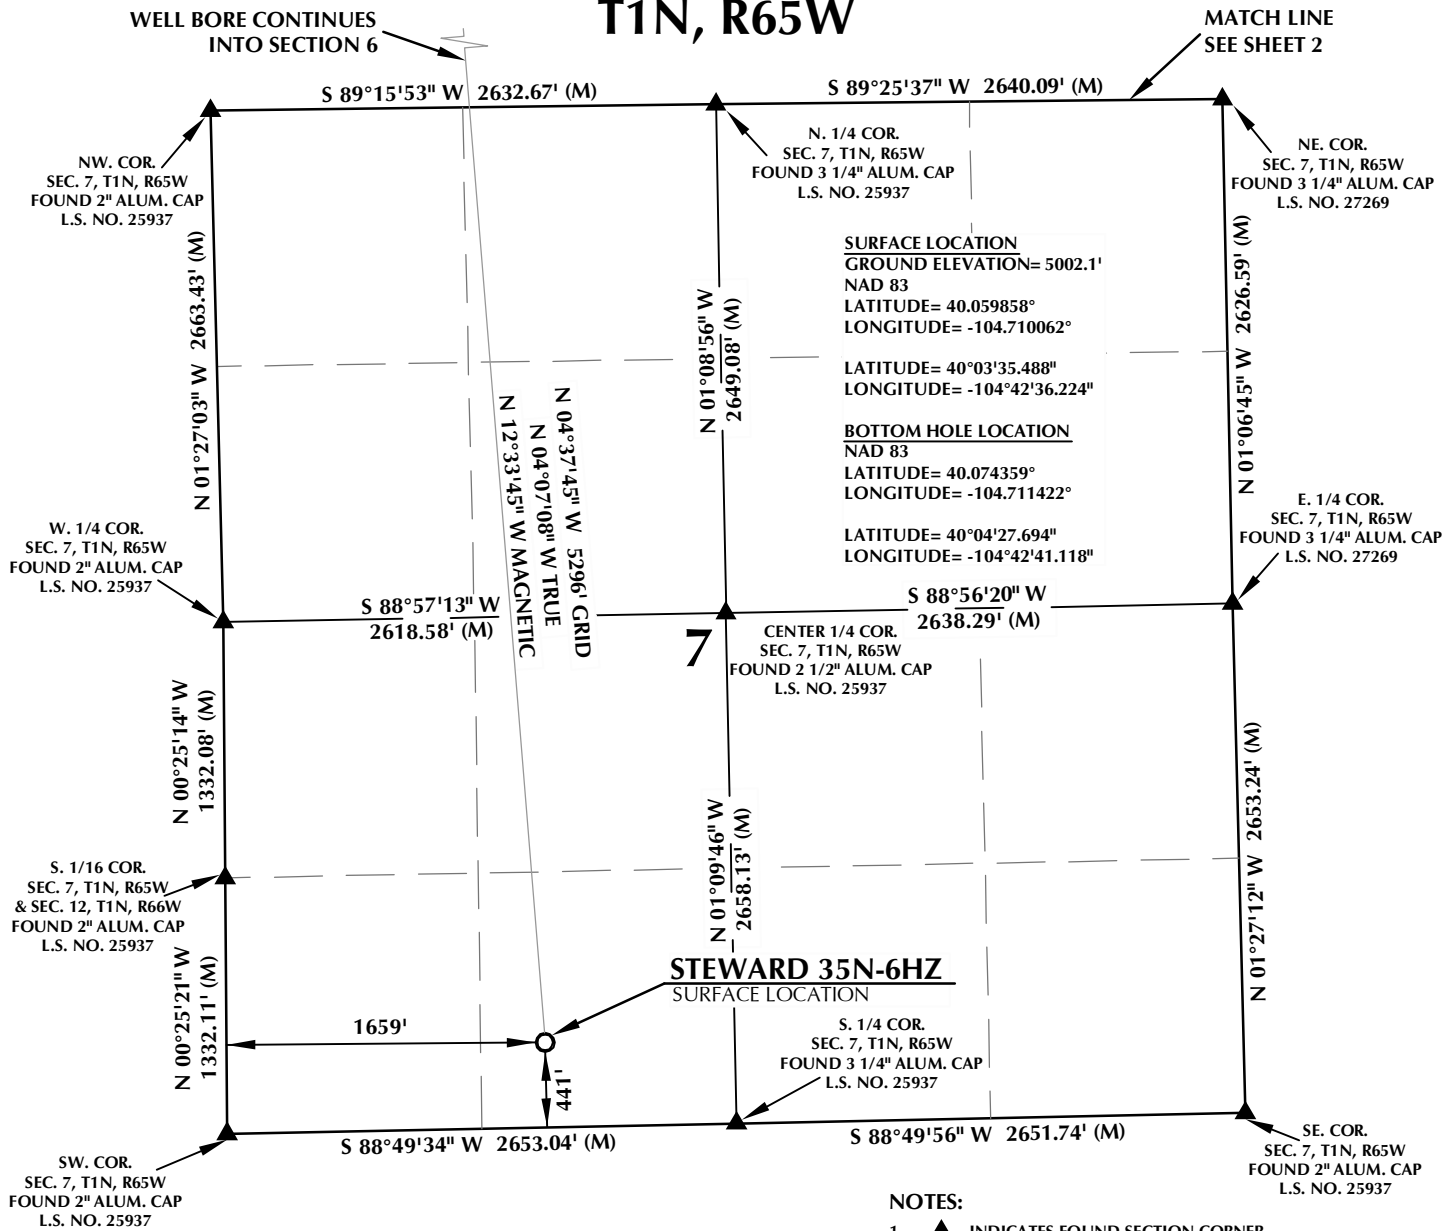 WELL BORE CONTINUES
INTO SECTION 6
T1N, R65W
MATCH LINE
SEE SHEET 2
S 89°15'53" W 2632.67' (M)
S 89°25'37" W 2640.09' (M)
NW. COR.
SEC. 7, T1N, R65W
FOUND 2" ALUM. CAP
L.S. NO. 25937
N. 1/4 COR.
SEC. 7, T1N, R65W
FOUND 3 1/4" ALUM. CAP
L.S. NO. 25937
NE. COR.
SEC. 7, T1N, R65W
FOUND 3 1/4" ALUM. CAP
L.S. NO. 27269
N 01°27'03" W 2663.43' (M)
N 01°08'56" W
2649.08' (M)
N 01°06'45" W 2626.59' (M)
SURFACE LOCATION
GROUND ELEVATION= 5002.1'
NAD 83
LATITUDE= 40.059858°
LONGITUDE= -104.710062°
LATITUDE= 40°03'35.488"
LONGITUDE= -104°42'36.224"
BOTTOM HOLE LOCATION
NAD 83
LATITUDE= 40.074359°
LONGITUDE= -104.711422°
LATITUDE= 40°04'27.694"
LONGITUDE= -104°42'41.118"
N 04°37'45" W 5296' GRID
N 04°07'08" W TRUE
N 12°33'45" W MAGNETIC
W. 1/4 COR.
SEC. 7, T1N, R65W
FOUND 2" ALUM. CAP
L.S. NO. 25937
E. 1/4 COR.
SEC. 7, T1N, R65W
FOUND 3 1/4" ALUM. CAP
L.S. NO. 27269
S 88°57'13" W
2618.58' (M)
S 88°56'20" W
2638.29' (M)
7
CENTER 1/4 COR.
SEC. 7, T1N, R65W
FOUND 2 1/2" ALUM. CAP
L.S. NO. 25937
N 00°25'14" W
1332.08' (M)
N 01°09'46" W
2658.13' (M)
N 01°27'12" W 2653.24' (M)
S. 1/16 COR.
SEC. 7, T1N, R65W
& SEC. 12, T1N, R66W
FOUND 2" ALUM. CAP
L.S. NO. 25937
N 00°25'21" W
1332.11' (M)
STEWARD 35N-6HZ
SURFACE LOCATION
1659'
441'
S. 1/4 COR.
SEC. 7, T1N, R65W
FOUND 3 1/4" ALUM. CAP
L.S. NO. 25937
S 88°49'34" W 2653.04' (M)
S 88°49'56" W 2651.74' (M)
SW. COR.
SEC. 7, T1N, R65W
FOUND 2" ALUM. CAP
L.S. NO. 25937
SE. COR.
SEC. 7, T1N, R65W
FOUND 2" ALUM. CAP
L.S. NO. 25937
NOTES:
1. INDICATES FOUND SECTION CORNER